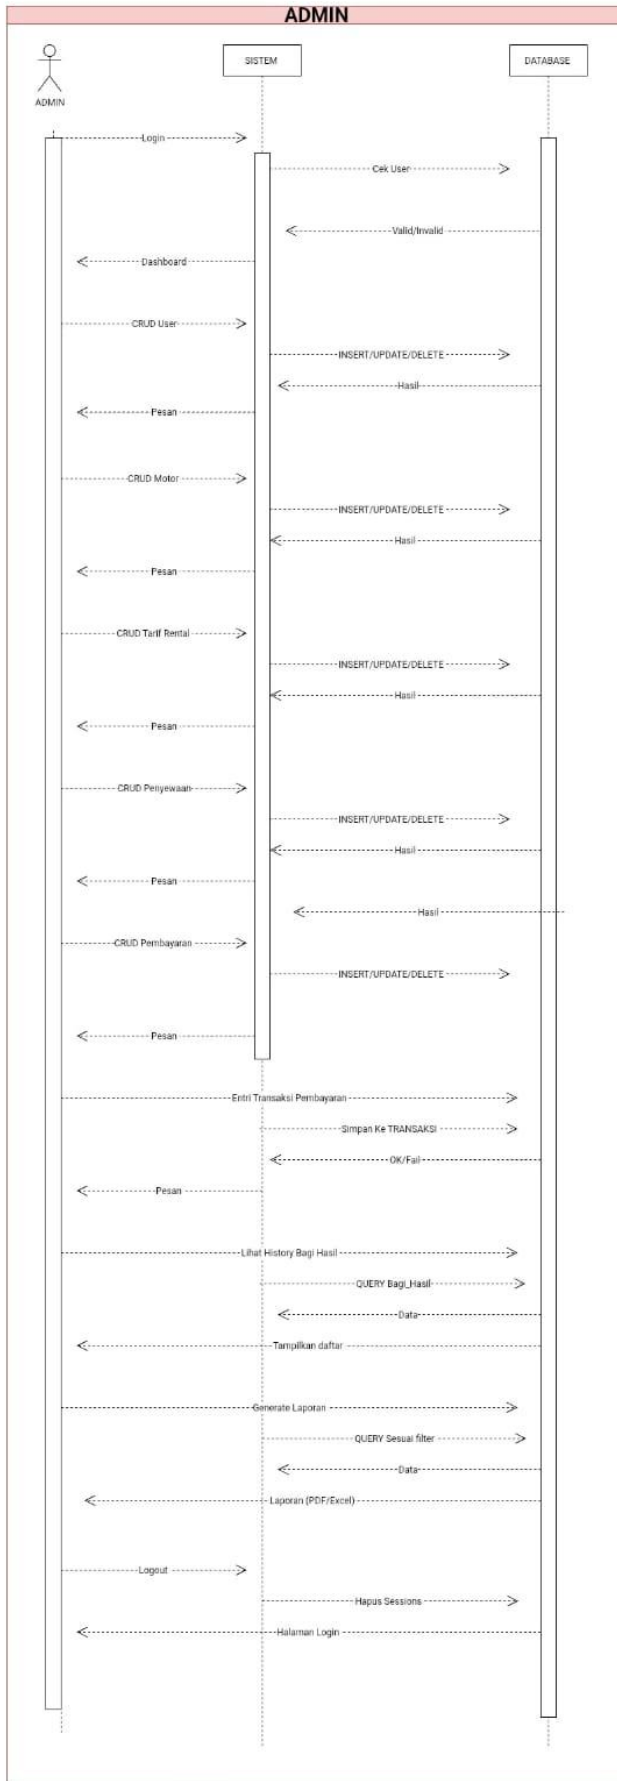 ADMIN
SISTEM
DATABASE
ADMIN
Login
Cek User
Valid/Invalid
Dashboard
CRUD User
INSERT/UPDATE/DELETE
Hasil
Pesan
CRUD Motor
INSERT/UPDATE/DELETE
Hasil
Pesan
CRUD Tarif Rental
INSERT/UPDATE/DELETE
Hasil
Pesan
CRUD Penyewaan
INSERT/UPDATE/DELETE
Hasil
Pesan
Hasil
CRUD Pembayaran
INSERT/UPDATE/DELETE
Pesan
Entri Transaksi Pembayaran
Simpan Ke TRANSAKSI
OK/Fail
Pesan
Lihat History Bagi Hasil
QUERY Bagi_Hasil
Data
Tampilkan daftar
Generate Laporan
QUERY Sesuai filter
Data
Laporan (PDF/Excel)
Logout
Hapus Sessions
Halaman Login